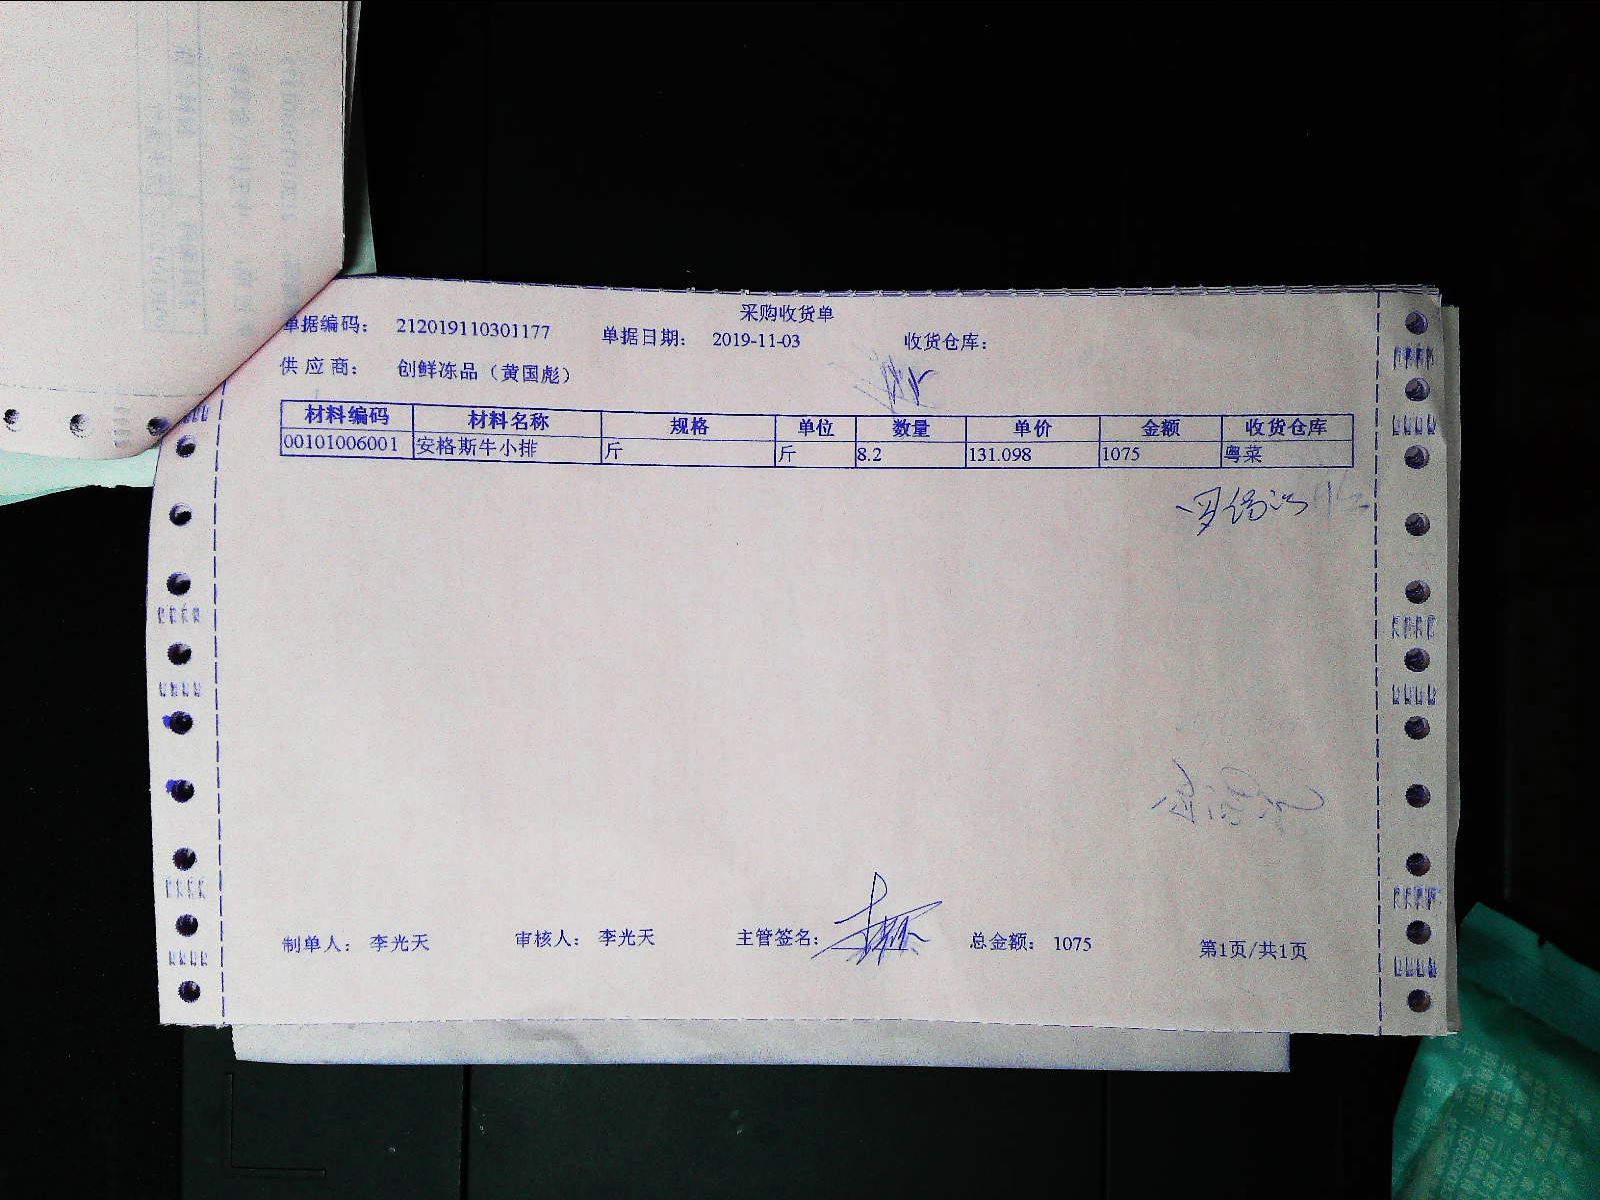 采购收货单
单据编码： 212019110301177 单据日期： 2019-11-03 收货仓库：
供应商： 创鲜冻品（黄国彪）
材料编码 材料名称 规格 单位 数量 单价 金额 收货仓库
00101006001 安格斯牛小排 斤 斤 8.2 131.098 1075 粤菜
制单人： 李光天 审核人： 李光天 主管签名： 总金额： 1075 第1页/共1页